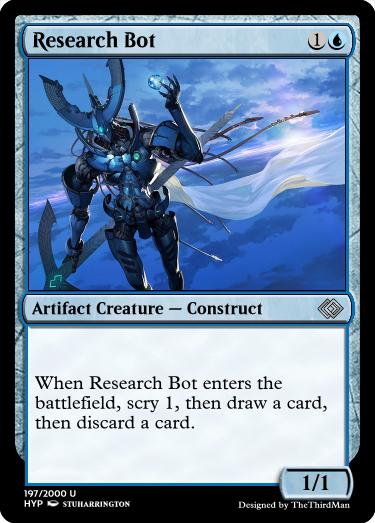 Research Bot 1
Artifact Creature — Construct
When Research Bot enters the
battlefield, scry 1, then draw a card,
then discard a card.
1/1
197/2000 U
HYP STUHARRINGTON
Designed by TheThirdMan